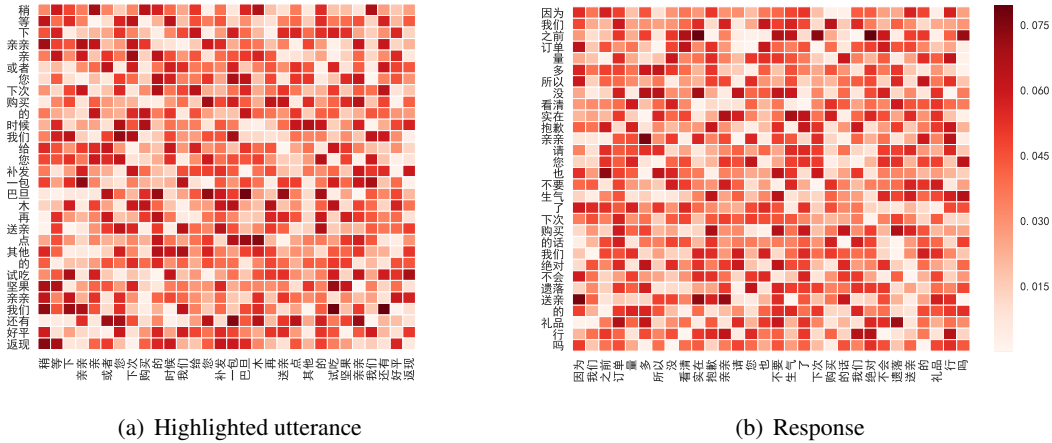 稍
等
下
亲亲
亲
或者
您
下次
购买
的
时候
我们
给
您
补发
一包
巴旦
木
再
送亲
点
其他
的
试吃
坚果
亲亲
我们
还有
好平
返现
稍 等 下 亲亲 亲 或者 您 下次 购买 的 时候 我们 给 您 补发 一包 巴旦 木 再 送亲 点 其他 的 试吃 坚果 亲亲 我们 还有 好平 返现
(a) Highlighted utterance
因为
我们
之前
订单
量
多
所以
没
看清
实在
抱歉
亲亲
请
您
也
不要
生气
了
下次
购买
的话
我们
绝对
不会
遗落
送亲
的
礼品
行
吗
因为 我们 之前 订单 量 多 所以 没 看清 实在 抱歉 亲亲 请 您 也 不要 生气 了 下次 购买 的话 我们 绝对 不会 遗落 送亲 的 礼品 行 吗
0.075
0.060
0.045
0.030
0.015
(b) Response